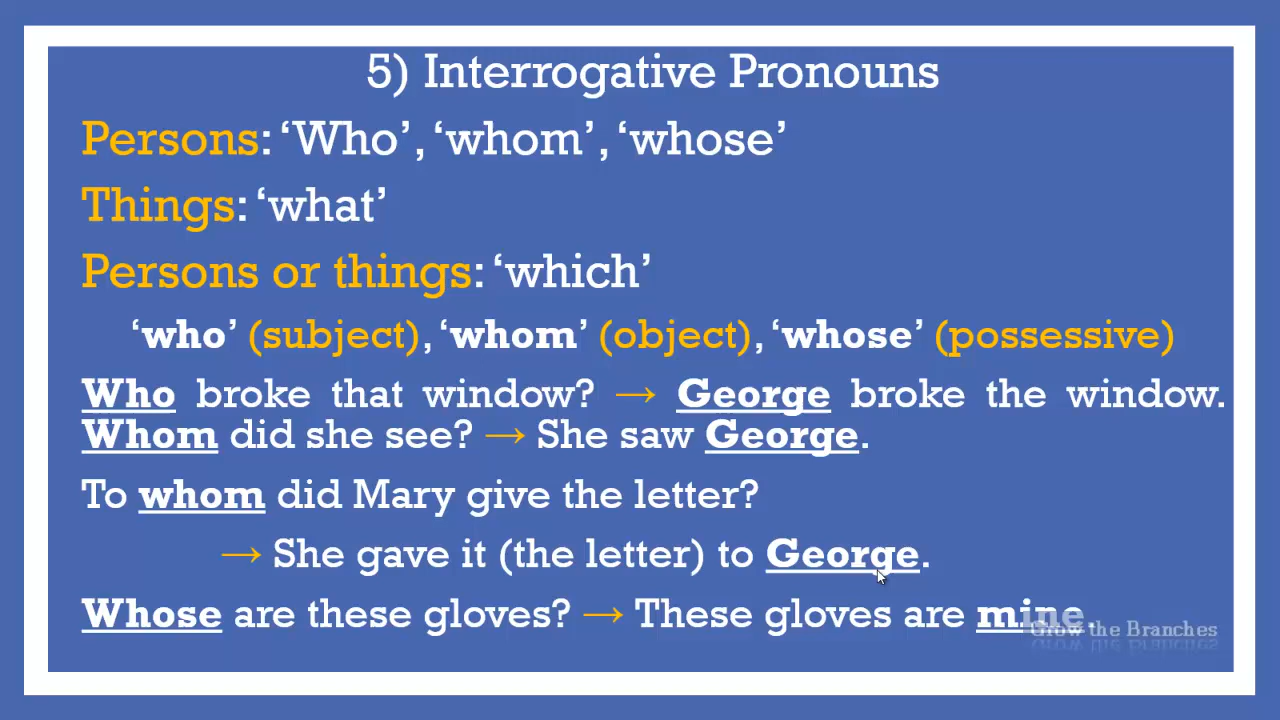 5) Interrogative Pronouns
Persons: ‘Who’, ‘whom’, ‘whose’
Things: ‘what’
Persons or things: ‘which’
‘who’ (subject), ‘whom’ (object), ‘whose’ (possessive)
Who broke that window? → George broke the window.
Whom did she see? → She saw George.
To whom did Mary give the letter?
→ She gave it (the letter) to George.
Whose are these gloves? → These gloves are mine.
Grow the Branches